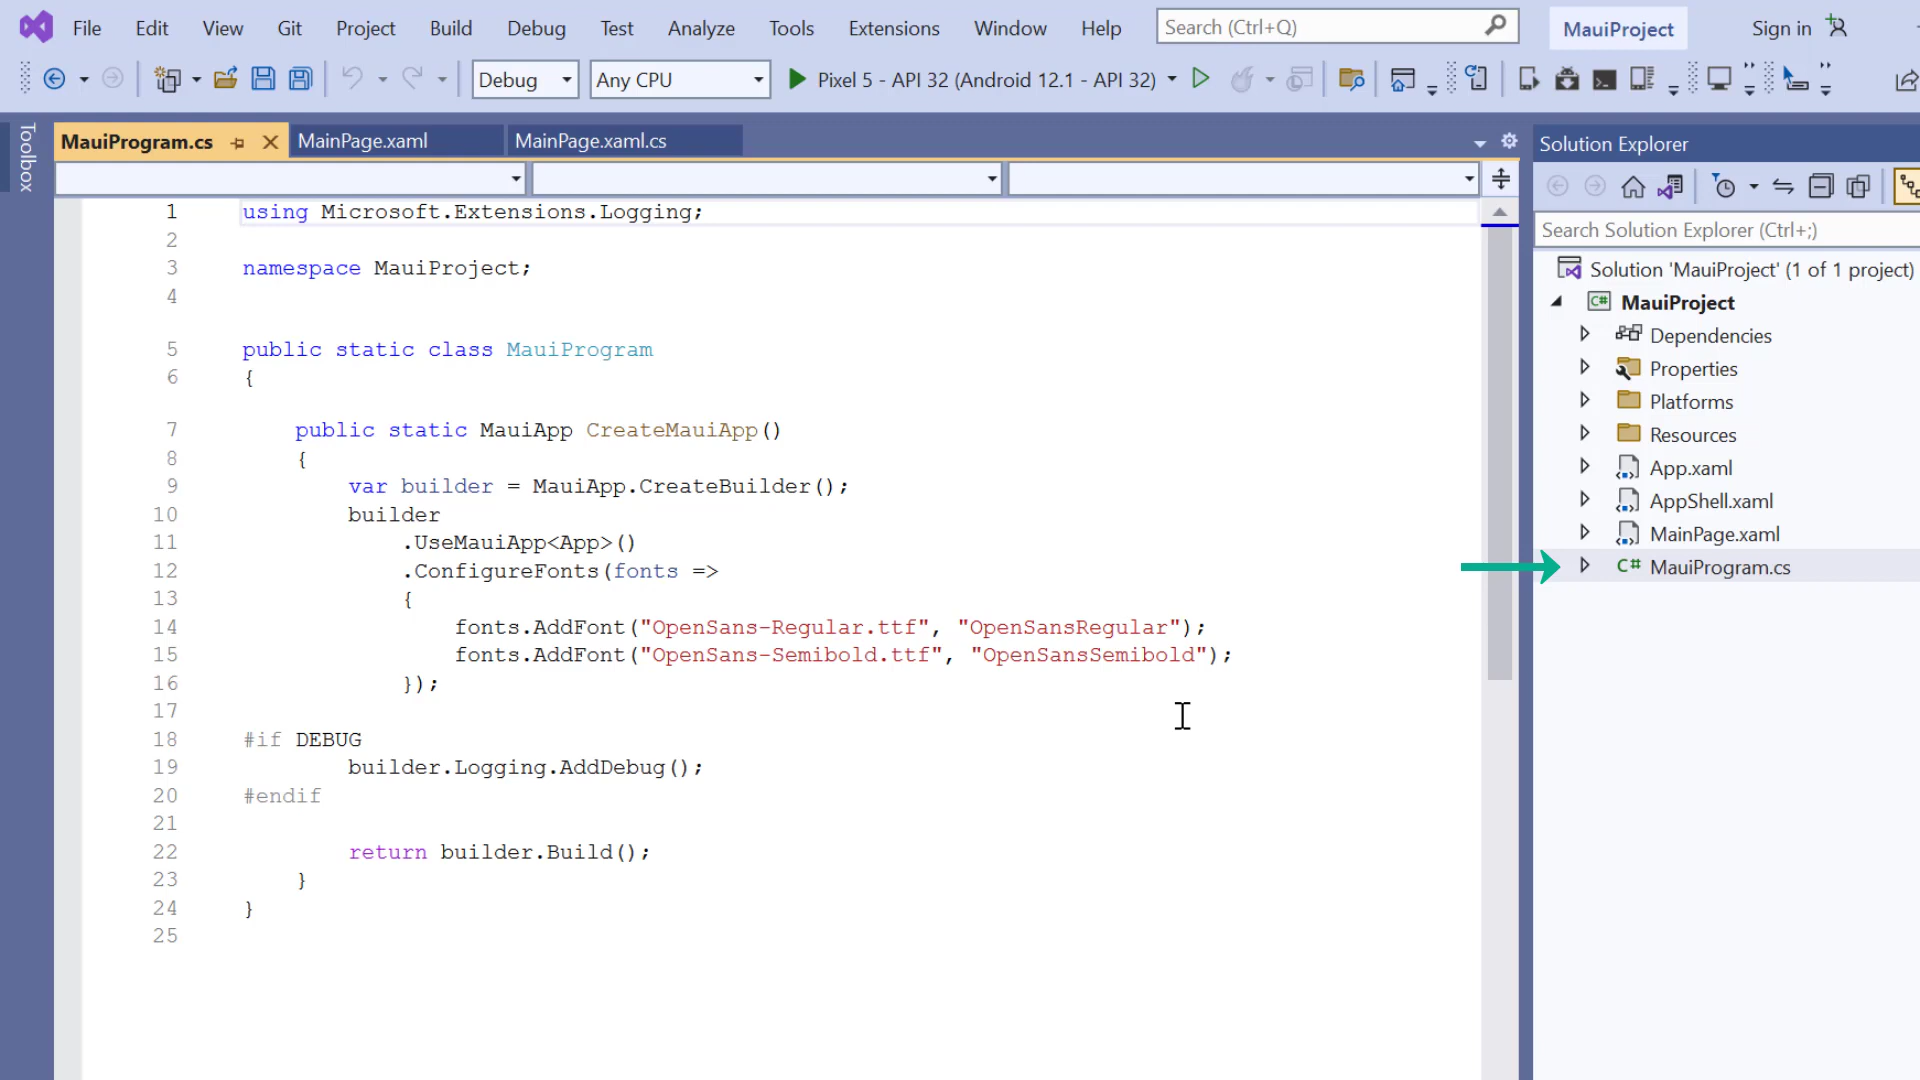 File Edit View Git Project Build Debug Test Analyze Tools Extensions Window Help Search (Ctrl+Q) MauiProject Sign in
Debug Any CPU Pixel 5 - API 32 (Android 12.1 - API 32)
Toolbox
MauiProgram.cs MainPage.xaml MainPage.xaml.cs
1 using Microsoft.Extensions.Logging;
2
3 namespace MauiProject;
4
5 public static class MauiProgram
6 {
7 public static MauiApp CreateMauiApp()
8 {
9 var builder = MauiApp.CreateBuilder();
10 builder
11 .UseMauiApp<App>()
12 .ConfigureFonts(fonts =>
13 {
14 fonts.AddFont("OpenSans-Regular.ttf", "OpenSansRegular");
15 fonts.AddFont("OpenSans-Semibold.ttf", "OpenSansSemibold");
16 });
17
18 #if DEBUG
19 builder.Logging.AddDebug();
20 #endif
21
22 return builder.Build();
23 }
24 }
25
Solution Explorer
Search Solution Explorer (Ctrl+;)
Solution 'MauiProject' (1 of 1 project)
C# MauiProject
Dependencies
Properties
Platforms
Resources
App.xaml
AppShell.xaml
MainPage.xaml
C# MauiProgram.cs